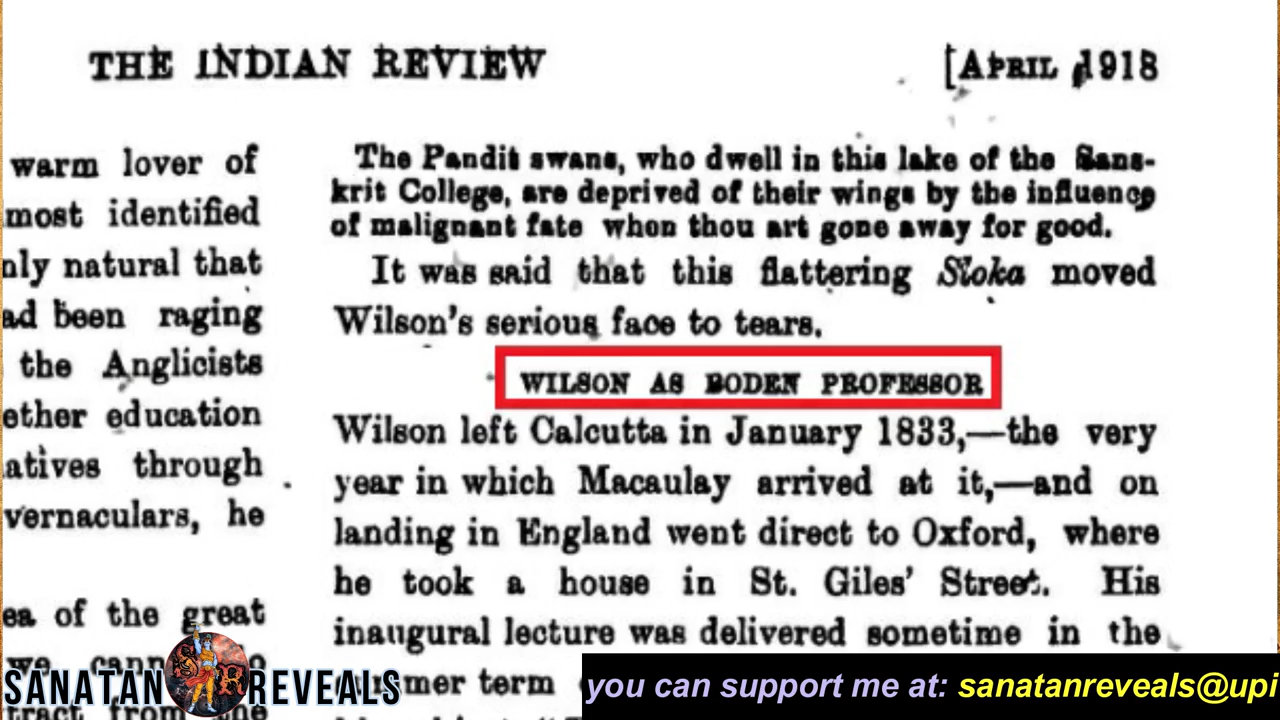 THE INDIAN REVIEW
[APRIL 1918
warm lover of
most identified
nly natural that
ad been raging
the Anglicists
ether education
atives through
vernaculars, he
ea of the great
we
tract from the
The Pandit swans, who dwell in this lake of the Sans-
krit College, are deprived of their wings by the influence
of malignant fate when thou art gone away for good.
It was said that this flattering Sloka moved
Wilson's serious face to tears.
WILSON AS BODEN PROFESSOR
Wilson left Calcutta in January 1833,—the very
year in which Macaulay arrived at it,—and on
landing in England went direct to Oxford, where
he took a house in St. Giles' Street. His
inaugural lecture was delivered sometime in the
mer term
SANATAN REVEALS
you can support me at: sanatanreveals@upi